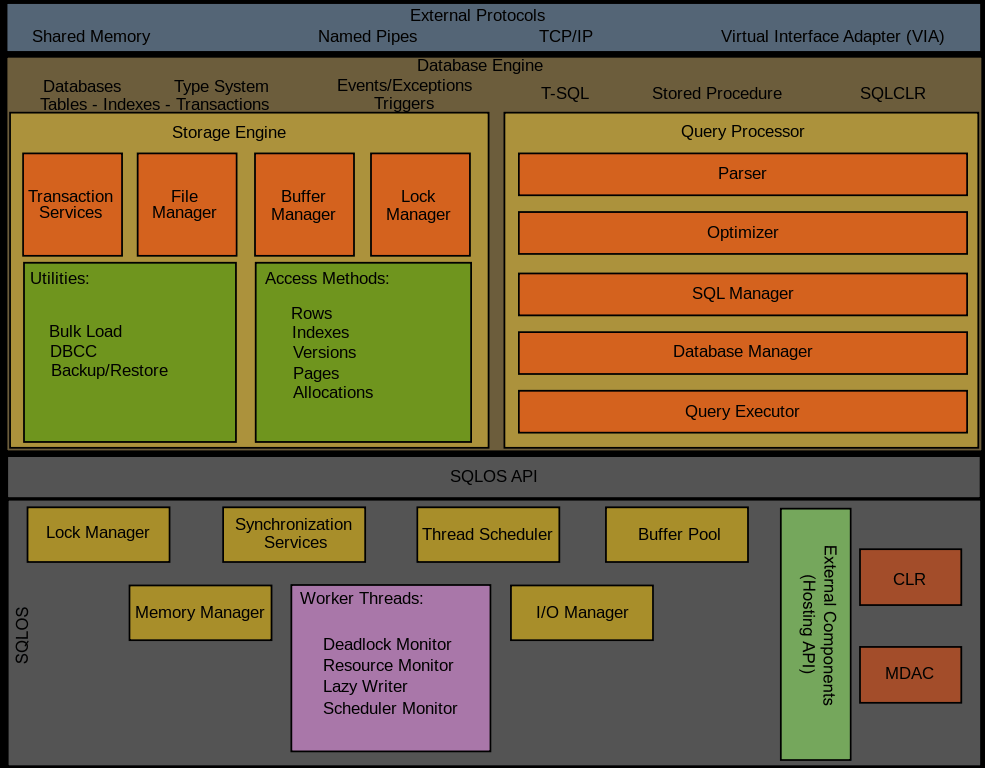 External Protocols
Shared Memory
Named Pipes
TCP/IP
Virtual Interface Adapter (VIA)
Database Engine
Databases
Type System
Tables - Indexes - Transactions
Events/Exceptions
Triggers
T-SQL
Stored Procedure
SQLCLR
Storage Engine
Transaction
Services
File
Manager
Buffer
Manager
Lock
Manager
Utilities:
Bulk Load
DBCC
Backup/Restore
Access Methods:
Rows
Indexes
Versions
Pages
Allocations
Query Processor
Parser
Optimizer
SQL Manager
Database Manager
Query Executor
SQLOS API
SQLOS
Lock Manager
Synchronization
Services
Thread Scheduler
Buffer Pool
Memory Manager
Worker Threads:
Deadlock Monitor
Resource Monitor
Lazy Writer
Scheduler Monitor
I/O Manager
External Components
(Hosting API)
CLR
MDAC